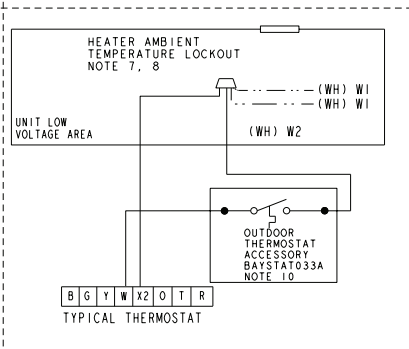 HEATER AMBIENT
TEMPERATURE LOCKOUT
NOTE 7, 8
(WH) W1
(WH) W1
UNIT LOW
VOLTAGE AREA
(WH) W2
OUTDOOR
THERMOSTAT
ACCESSORY
BAYSTAT033A
NOTE 10
B G Y W X2 O T R
TYPICAL THERMOSTAT